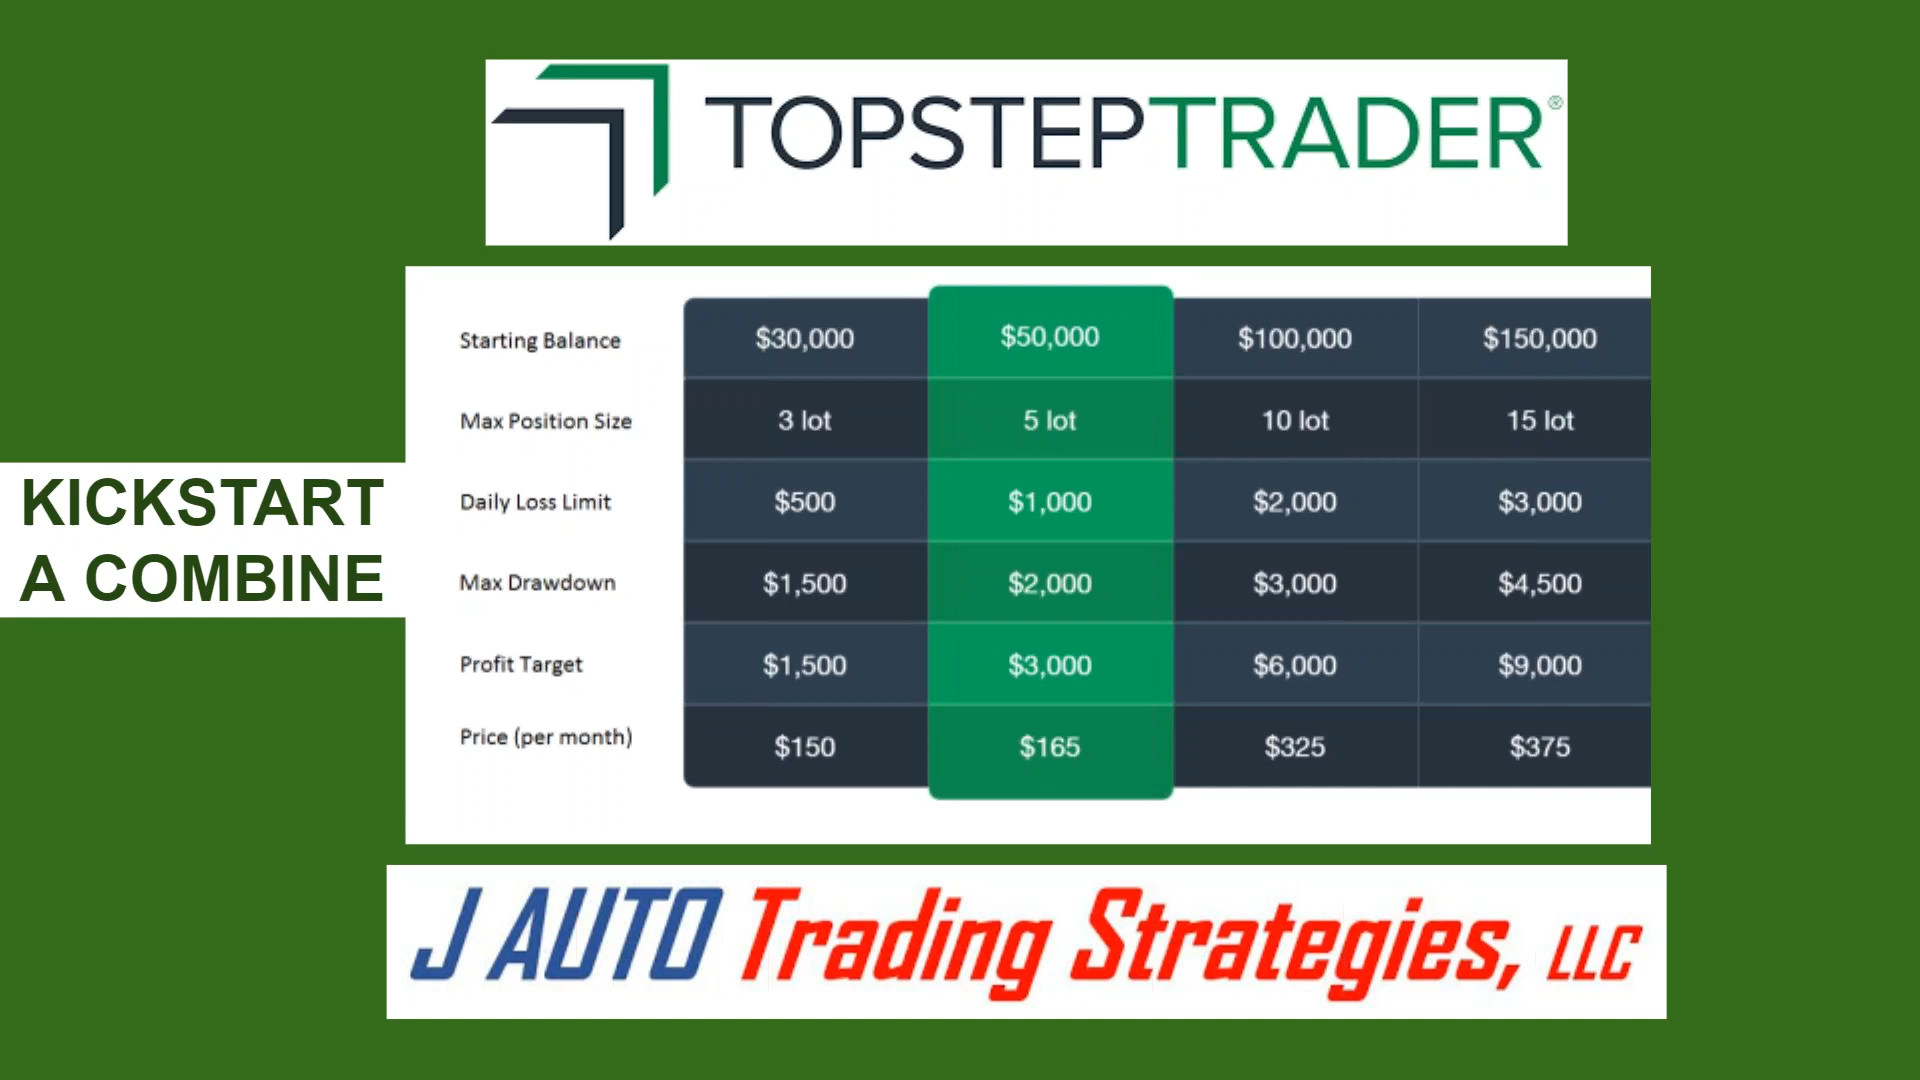 TOPSTEPTRADER®
Starting Balance $30,000 $50,000 $100,000 $150,000
Max Position Size 3 lot 5 lot 10 lot 15 lot
Daily Loss Limit $500 $1,000 $2,000 $3,000
Max Drawdown $1,500 $2,000 $3,000 $4,500
Profit Target $1,500 $3,000 $6,000 $9,000
Price (per month) $150 $165 $325 $375
KICKSTART
A COMBINE
J AUTO Trading Strategies, LLC